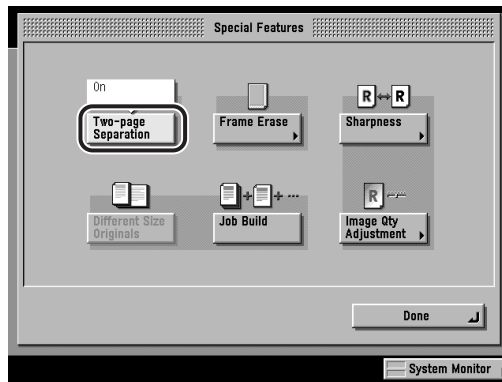 Special Features
On
Two-page
Separation
Frame Erase
R R
Sharpness
Different Size
Originals
Job Build
R
Image Qty
Adjustment
Done
System Monitor